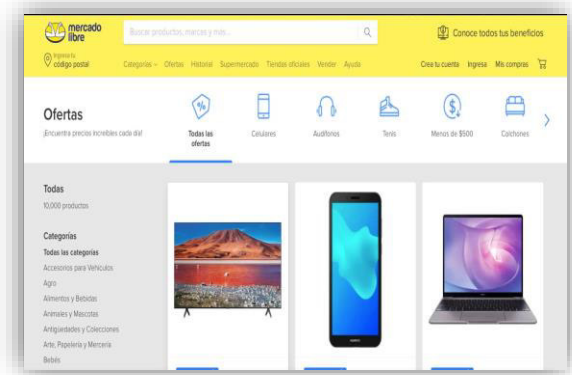 mercado
libre
Buscar productos, marcas y más...
Conoce todos tus beneficios
Ingresa tu
código postal
Categorías Ofertas Historial Supermercado Tiendas oficiales Vender Ayuda
Crea tu cuenta Ingresa Mis compras
Ofertas
¡Encuentra precios increíbles cada día!
%
Todas las
ofertas
Celulares
Audífonos
Tenis
$
Menos de $500
Colchones
Todas
10,000 productos
Categorías
Todas las categorías
Accesorios para Vehículos
Agro
Alimentos y Bebidas
Animales y Mascotas
Antigüedades y Colecciones
Arte, Papelería y Mercería
Bebés